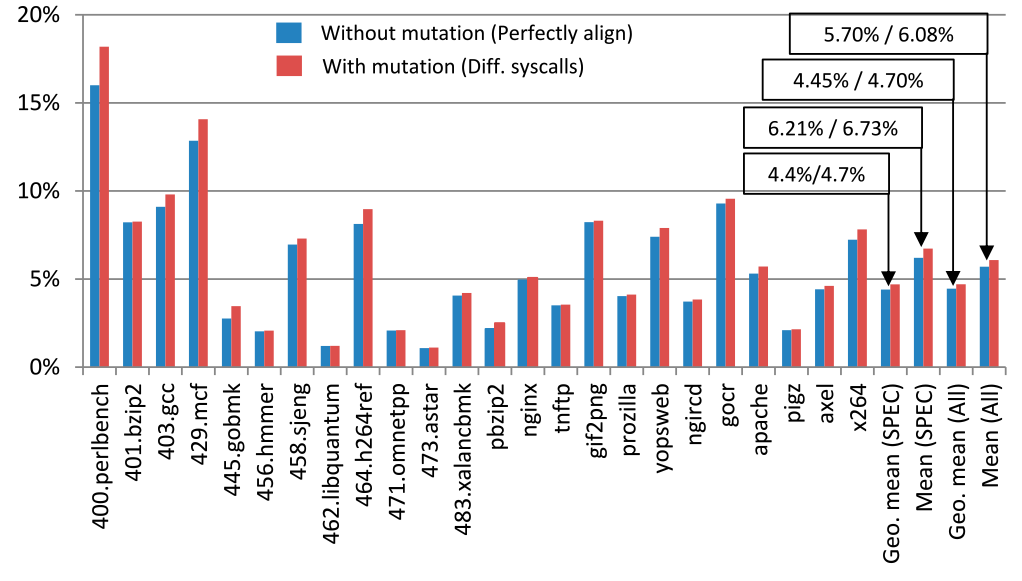 20%
15%
10%
5%
0%
Without mutation (Perfectly align)
With mutation (Diff. syscalls)
5.70% / 6.08%
4.45% / 4.70%
6.21% / 6.73%
4.4%/4.7%
400.perlbench
401.bzip2
403.gcc
429.mcf
445.gobmk
456.hmmer
458.sjeng
462.libquantum
464.h264ref
471.omnetpp
473.astar
483.xalancbmk
pbzip2
nginx
tnftp
gif2png
prozilla
yopsweb
ngircd
gocr
apache
pigz
axel
x264
Geo. mean (SPEC)
Mean (SPEC)
Geo. mean (All)
Mean (All)